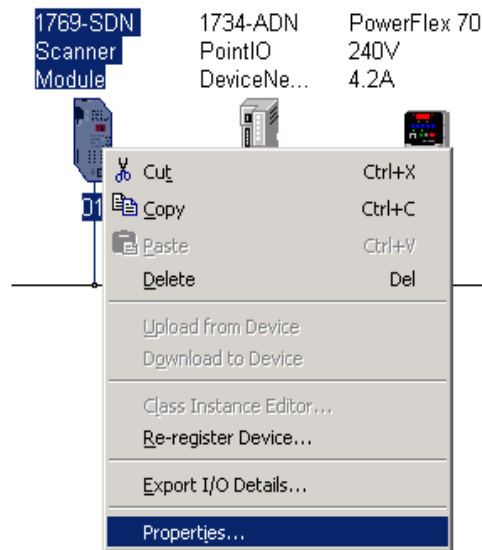 1769-SDN
Scanner
Module
1734-ADN
PointIO
DeviceNe...
PowerFlex 70
240V
4.2A
01
Cut Ctrl+X
Copy Ctrl+C
Paste Ctrl+V
Delete Del
Upload from Device
Download to Device
Class Instance Editor...
Re-register Device...
Export I/O Details...
Properties...